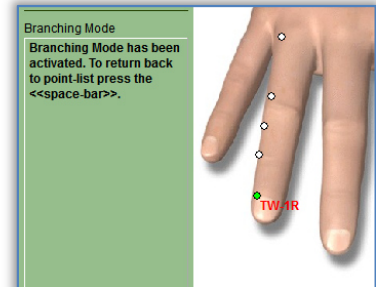 Branching Mode
Branching Mode has been
activated. To return back
to point-list press the
<<space-bar>>.
TW-1R